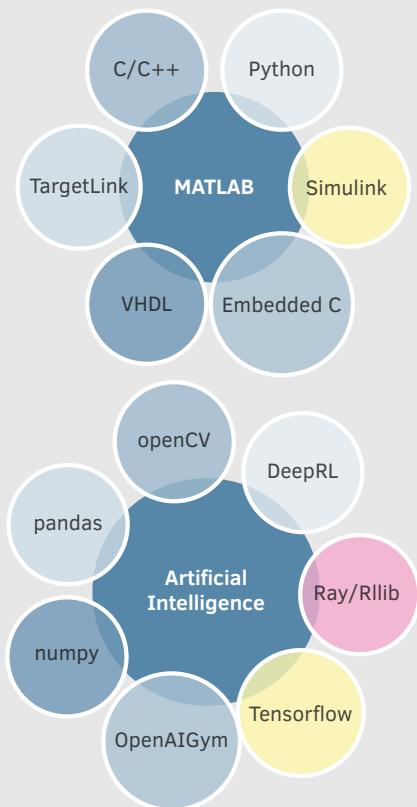 C/C++
Python
TargetLink
MATLAB
Simulink
VHDL
Embedded C
openCV
DeepRL
pandas
Artificial
Intelligence
Ray/Rllib
numpy
Tensorflow
OpenAIGym